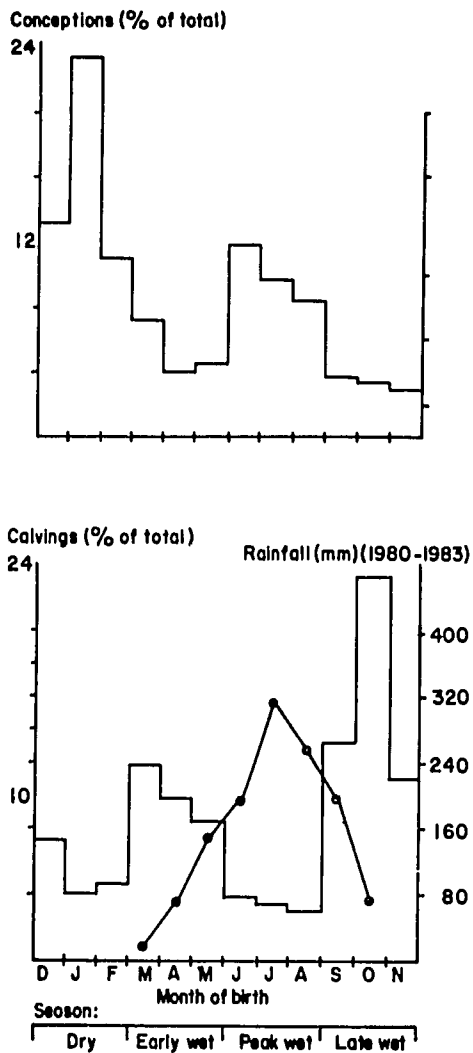 Conceptions (% of total)
24
12
Calvings (% of total)
Rainfall (mm) (1980-1983)
24
400
320
240
10
160
80
D J F M A M J J A S O N
Month of birth
Season:
Dry Early wet Peak wet Late wet